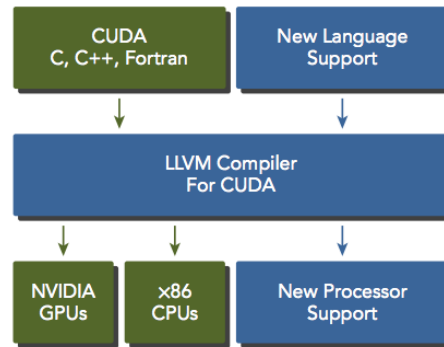 CUDA
C, C++, Fortran
New Language
Support
LLVM Compiler
For CUDA
NVIDIA
GPUs
x86
CPUs
New Processor
Support